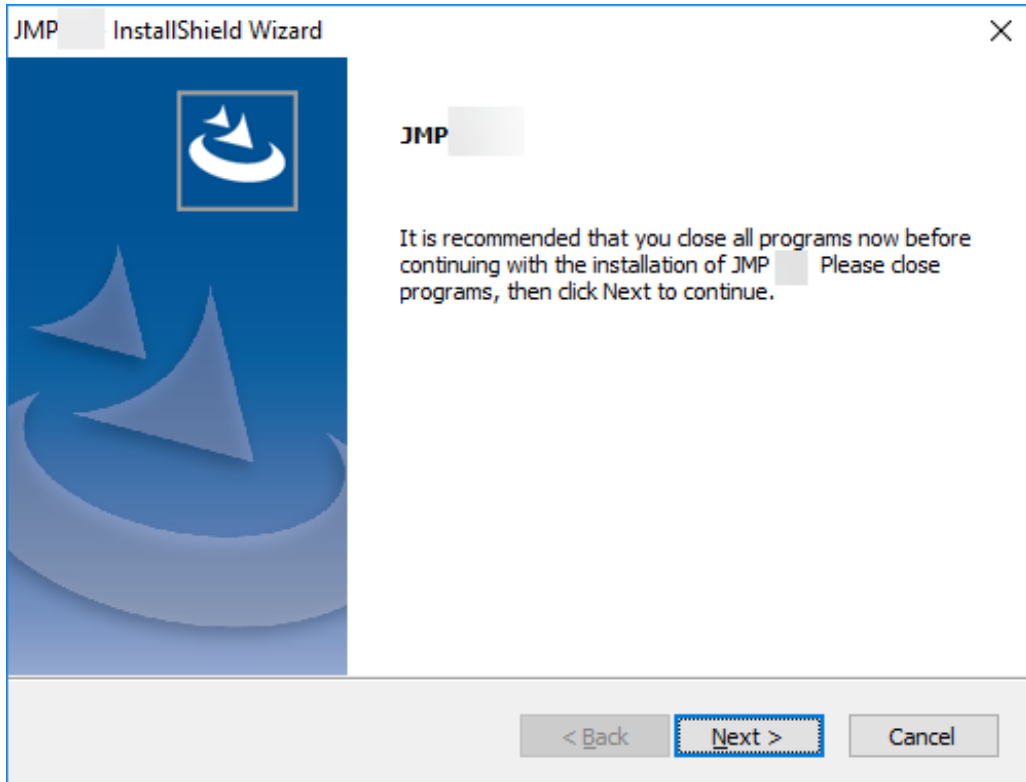 JMP InstallShield Wizard
JMP
It is recommended that you close all programs now before
continuing with the installation of JMP Please close
programs, then click Next to continue.
< Back
Next >
Cancel